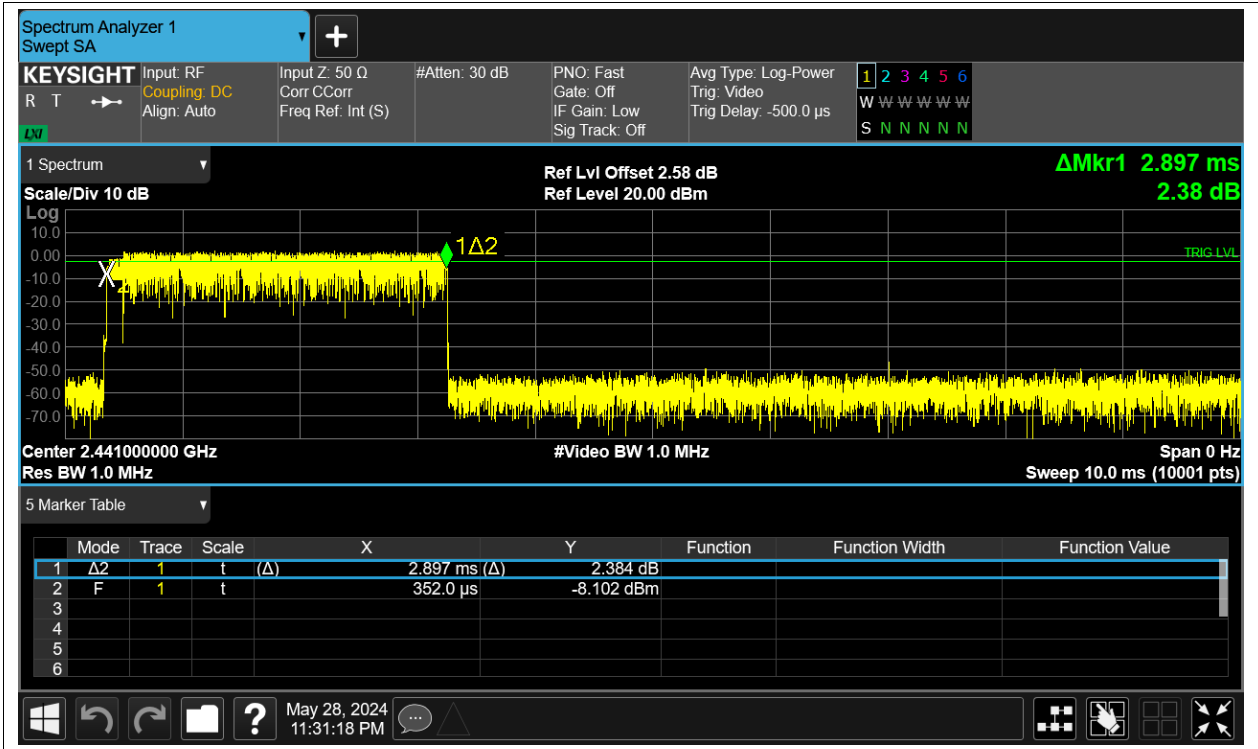 Spectrum Analyzer 1
Swept SA
KEYSIGHT
R T
LXI
Input: RF
Coupling: DC
Align: Auto
Input Z: 50 Ω
Corr CCorr
Freq Ref: Int (S)
#Atten: 30 dB
PNO: Fast
Gate: Off
IF Gain: Low
Sig Track: Off
Avg Type: Log-Power
Trig: Video
Trig Delay: -500.0 µs
1 2 3 4 5 6
W W W W W W
S N N N N N
1 Spectrum
Scale/Div 10 dB
Ref Lvl Offset 2.58 dB
Ref Level 20.00 dBm
ΔMkr1 2.897 ms
2.38 dB
Log
10.0
0.00
-10.0
-20.0
-30.0
-40.0
-50.0
-60.0
-70.0
1Δ2
2
TRIG LVL
Center 2.441000000 GHz
Res BW 1.0 MHz
#Video BW 1.0 MHz
Span 0 Hz
Sweep 10.0 ms (10001 pts)
5 Marker Table
Mode Trace Scale X Y Function Function Width Function Value
1 Δ2 1 t (Δ) 2.897 ms (Δ) 2.384 dB
2 F 1 t 352.0 µs -8.102 dBm
3
4
5
6
?
May 28, 2024
11:31:18 PM